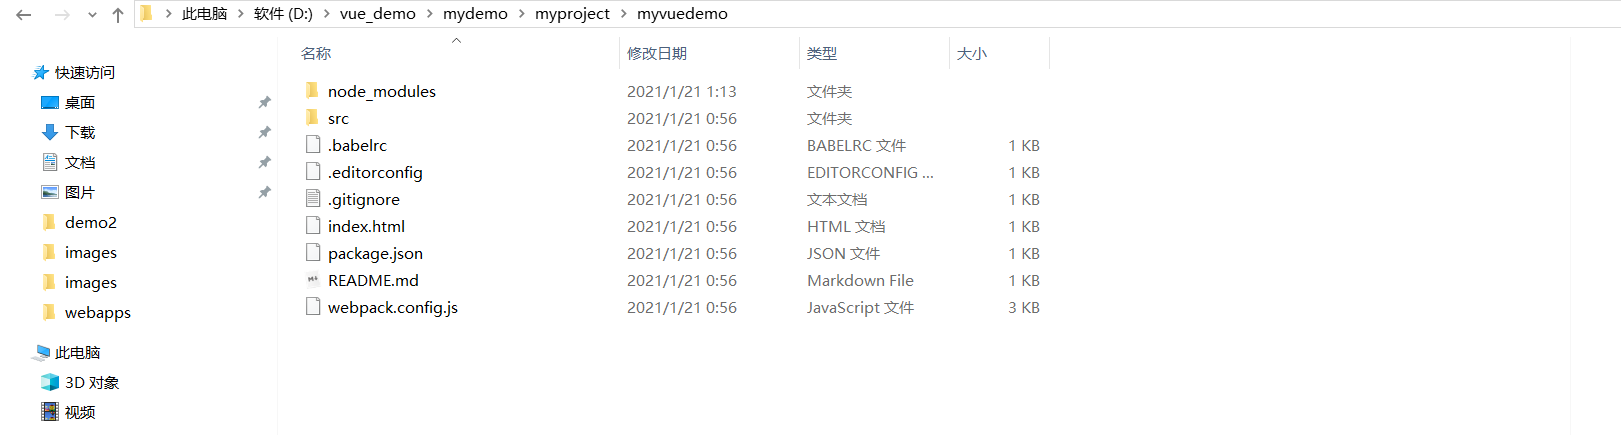 此电脑 软件 (D:) vue_demo mydemo myproject myvuedemo
名称 修改日期 类型 大小
快速访问
桌面
下载
文档
图片
demo2
images
images
webapps
此电脑
3D 对象
视频
node_modules 2021/1/21 1:13 文件夹
src 2021/1/21 0:56 文件夹
.babelrc 2021/1/21 0:56 BABELRC 文件 1 KB
.editorconfig 2021/1/21 0:56 EDITORCONFIG ... 1 KB
.gitignore 2021/1/21 0:56 文本文档 1 KB
index.html 2021/1/21 0:56 HTML 文档 1 KB
package.json 2021/1/21 0:56 JSON 文件 1 KB
README.md 2021/1/21 0:56 Markdown File 1 KB
webpack.config.js 2021/1/21 0:56 JavaScript 文件 3 KB